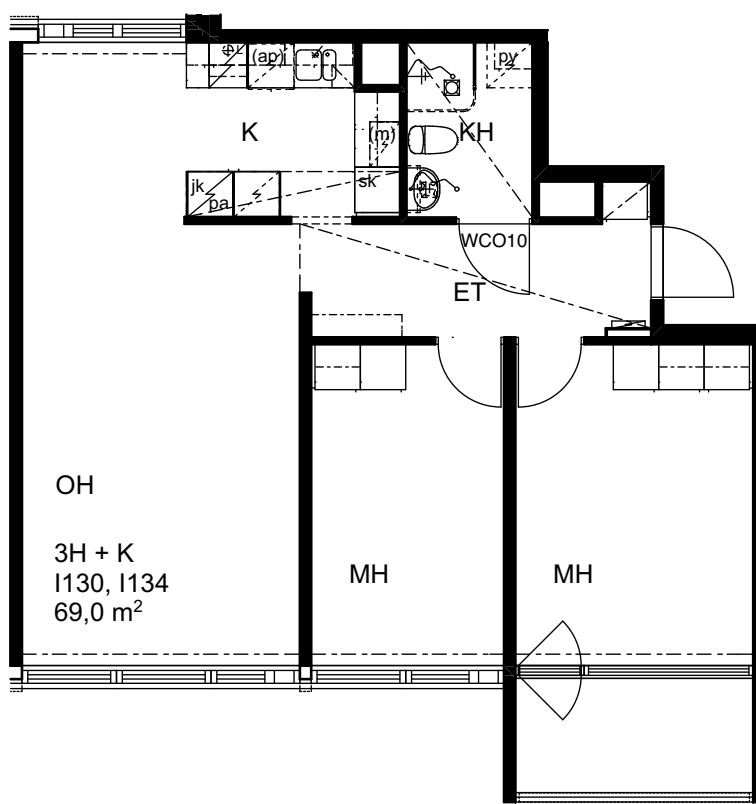 (ap)
py
K
(m)
KH
jk
pa
sk
WCO10
ET
OH
3H + K
I130, I134
69,0 m²
MH
MH